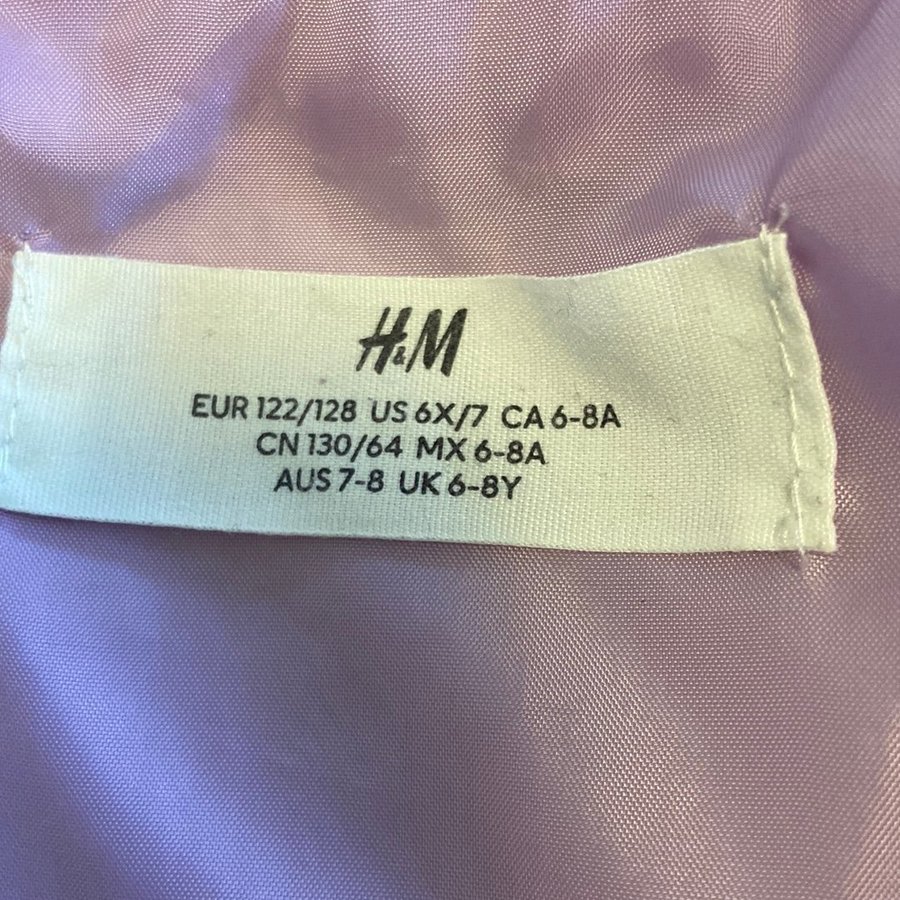 H&M
EUR 122/128 US 6X/7 CA 6-8A
CN 130/64 MX 6-8A
AUS 7-8 UK 6-8Y